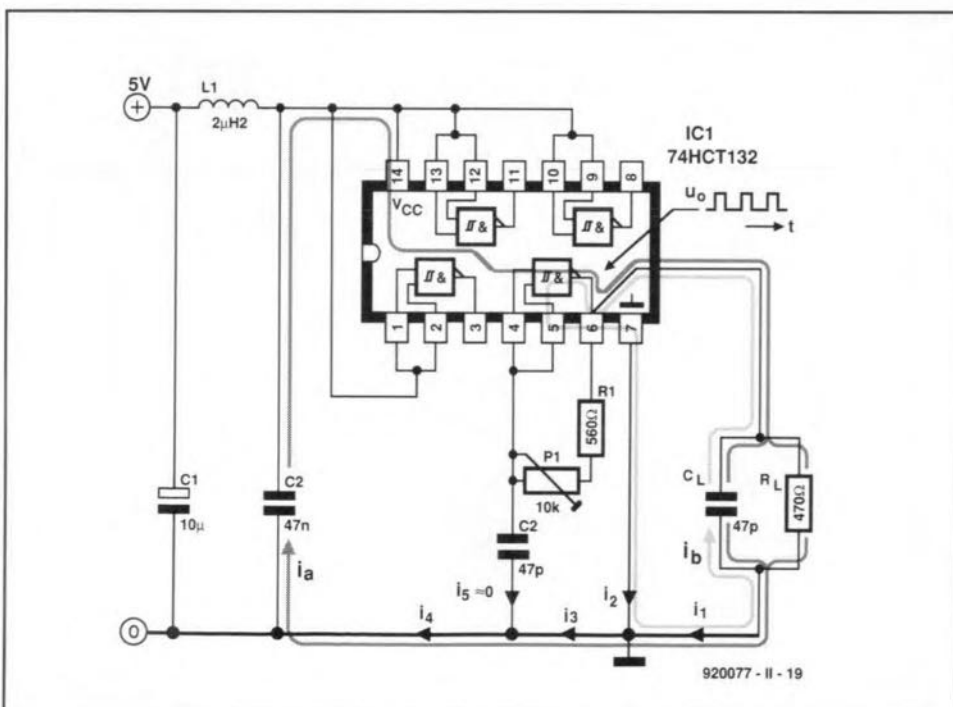 5V
L1
2µH2
IC1
74HCT132
14
13
12
11
10
9
8
VCC
uo
t
&
&
&
&
1
2
3
4
5
6
7
R1
560Ω
P1
10k
C1
10µ
C2
47n
C2
47p
CL
47p
RL
470Ω
ia
ib
i5 ≈0
i2
i4
i3
i1
0
920077 - II - 19